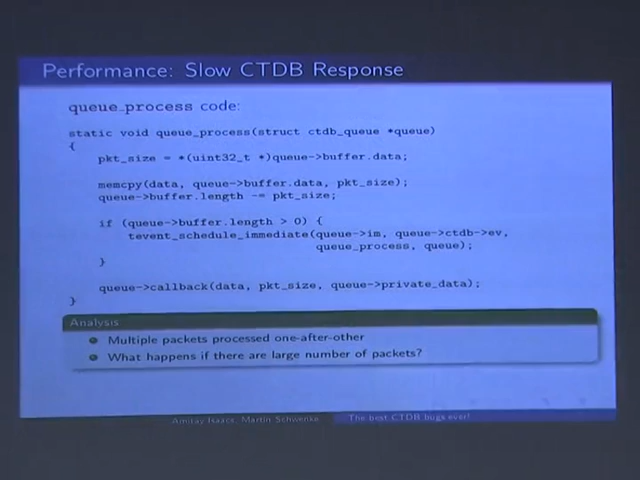 Performance: Slow CTDB Response
queue_process code:
static void queue_process(struct ctdb_queue *queue)
{
pkt_size = *(uint32_t *)queue->buffer.data;
memcpy(data, queue->buffer.data, pkt_size);
queue->buffer.length -= pkt_size;
if (queue->buffer.length > 0) {
tevent_schedule_immediate(queue->im, queue->ctdb->ev,
queue_process, queue);
}
queue->callback(data, pkt_size, queue->private_data);
}
Analysis
Multiple packets processed one-after-other
What happens if there are large number of packets?
Amitay Isaacs, Martin Schwenke The best CTDB bugs ever!